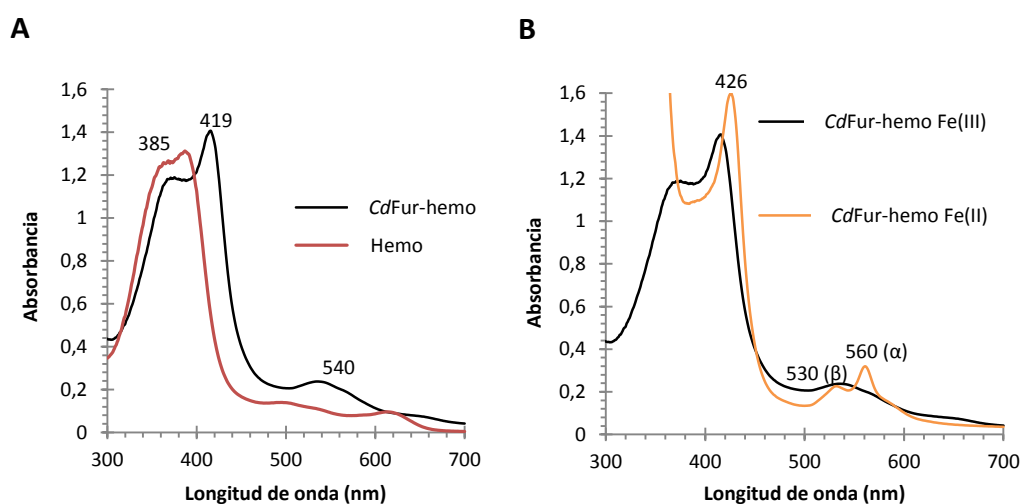 A
B
1,6
1,4
1,2
1
0,8
0,6
0,4
0,2
0
385
419
540
CdFur-hemo
Hemo
300
400
500
600
700
Absorbancia
Longitud de onda (nm)
1,6
1,4
1,2
1
0,8
0,6
0,4
0,2
0
426
530 (β)
560 (α)
CdFur-hemo Fe(III)
CdFur-hemo Fe(II)
300
400
500
600
700
Absorbancia
Longitud de onda (nm)